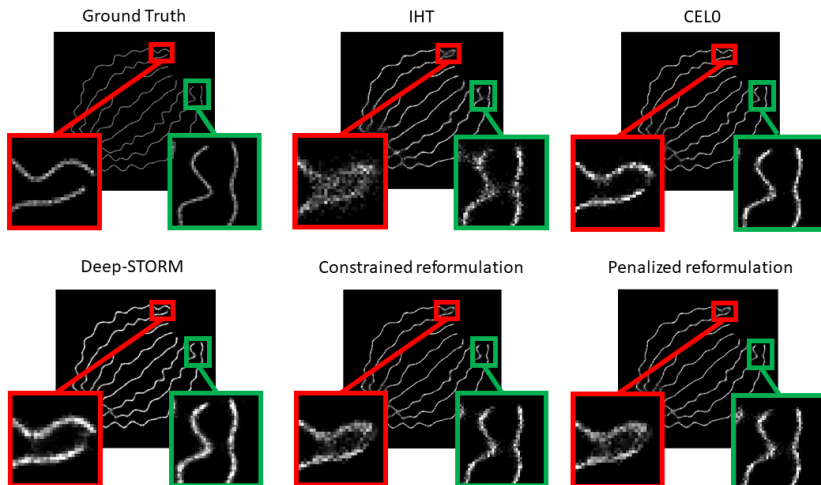 Ground Truth
IHT
CEL0
Deep-STORM
Constrained reformulation
Penalized reformulation